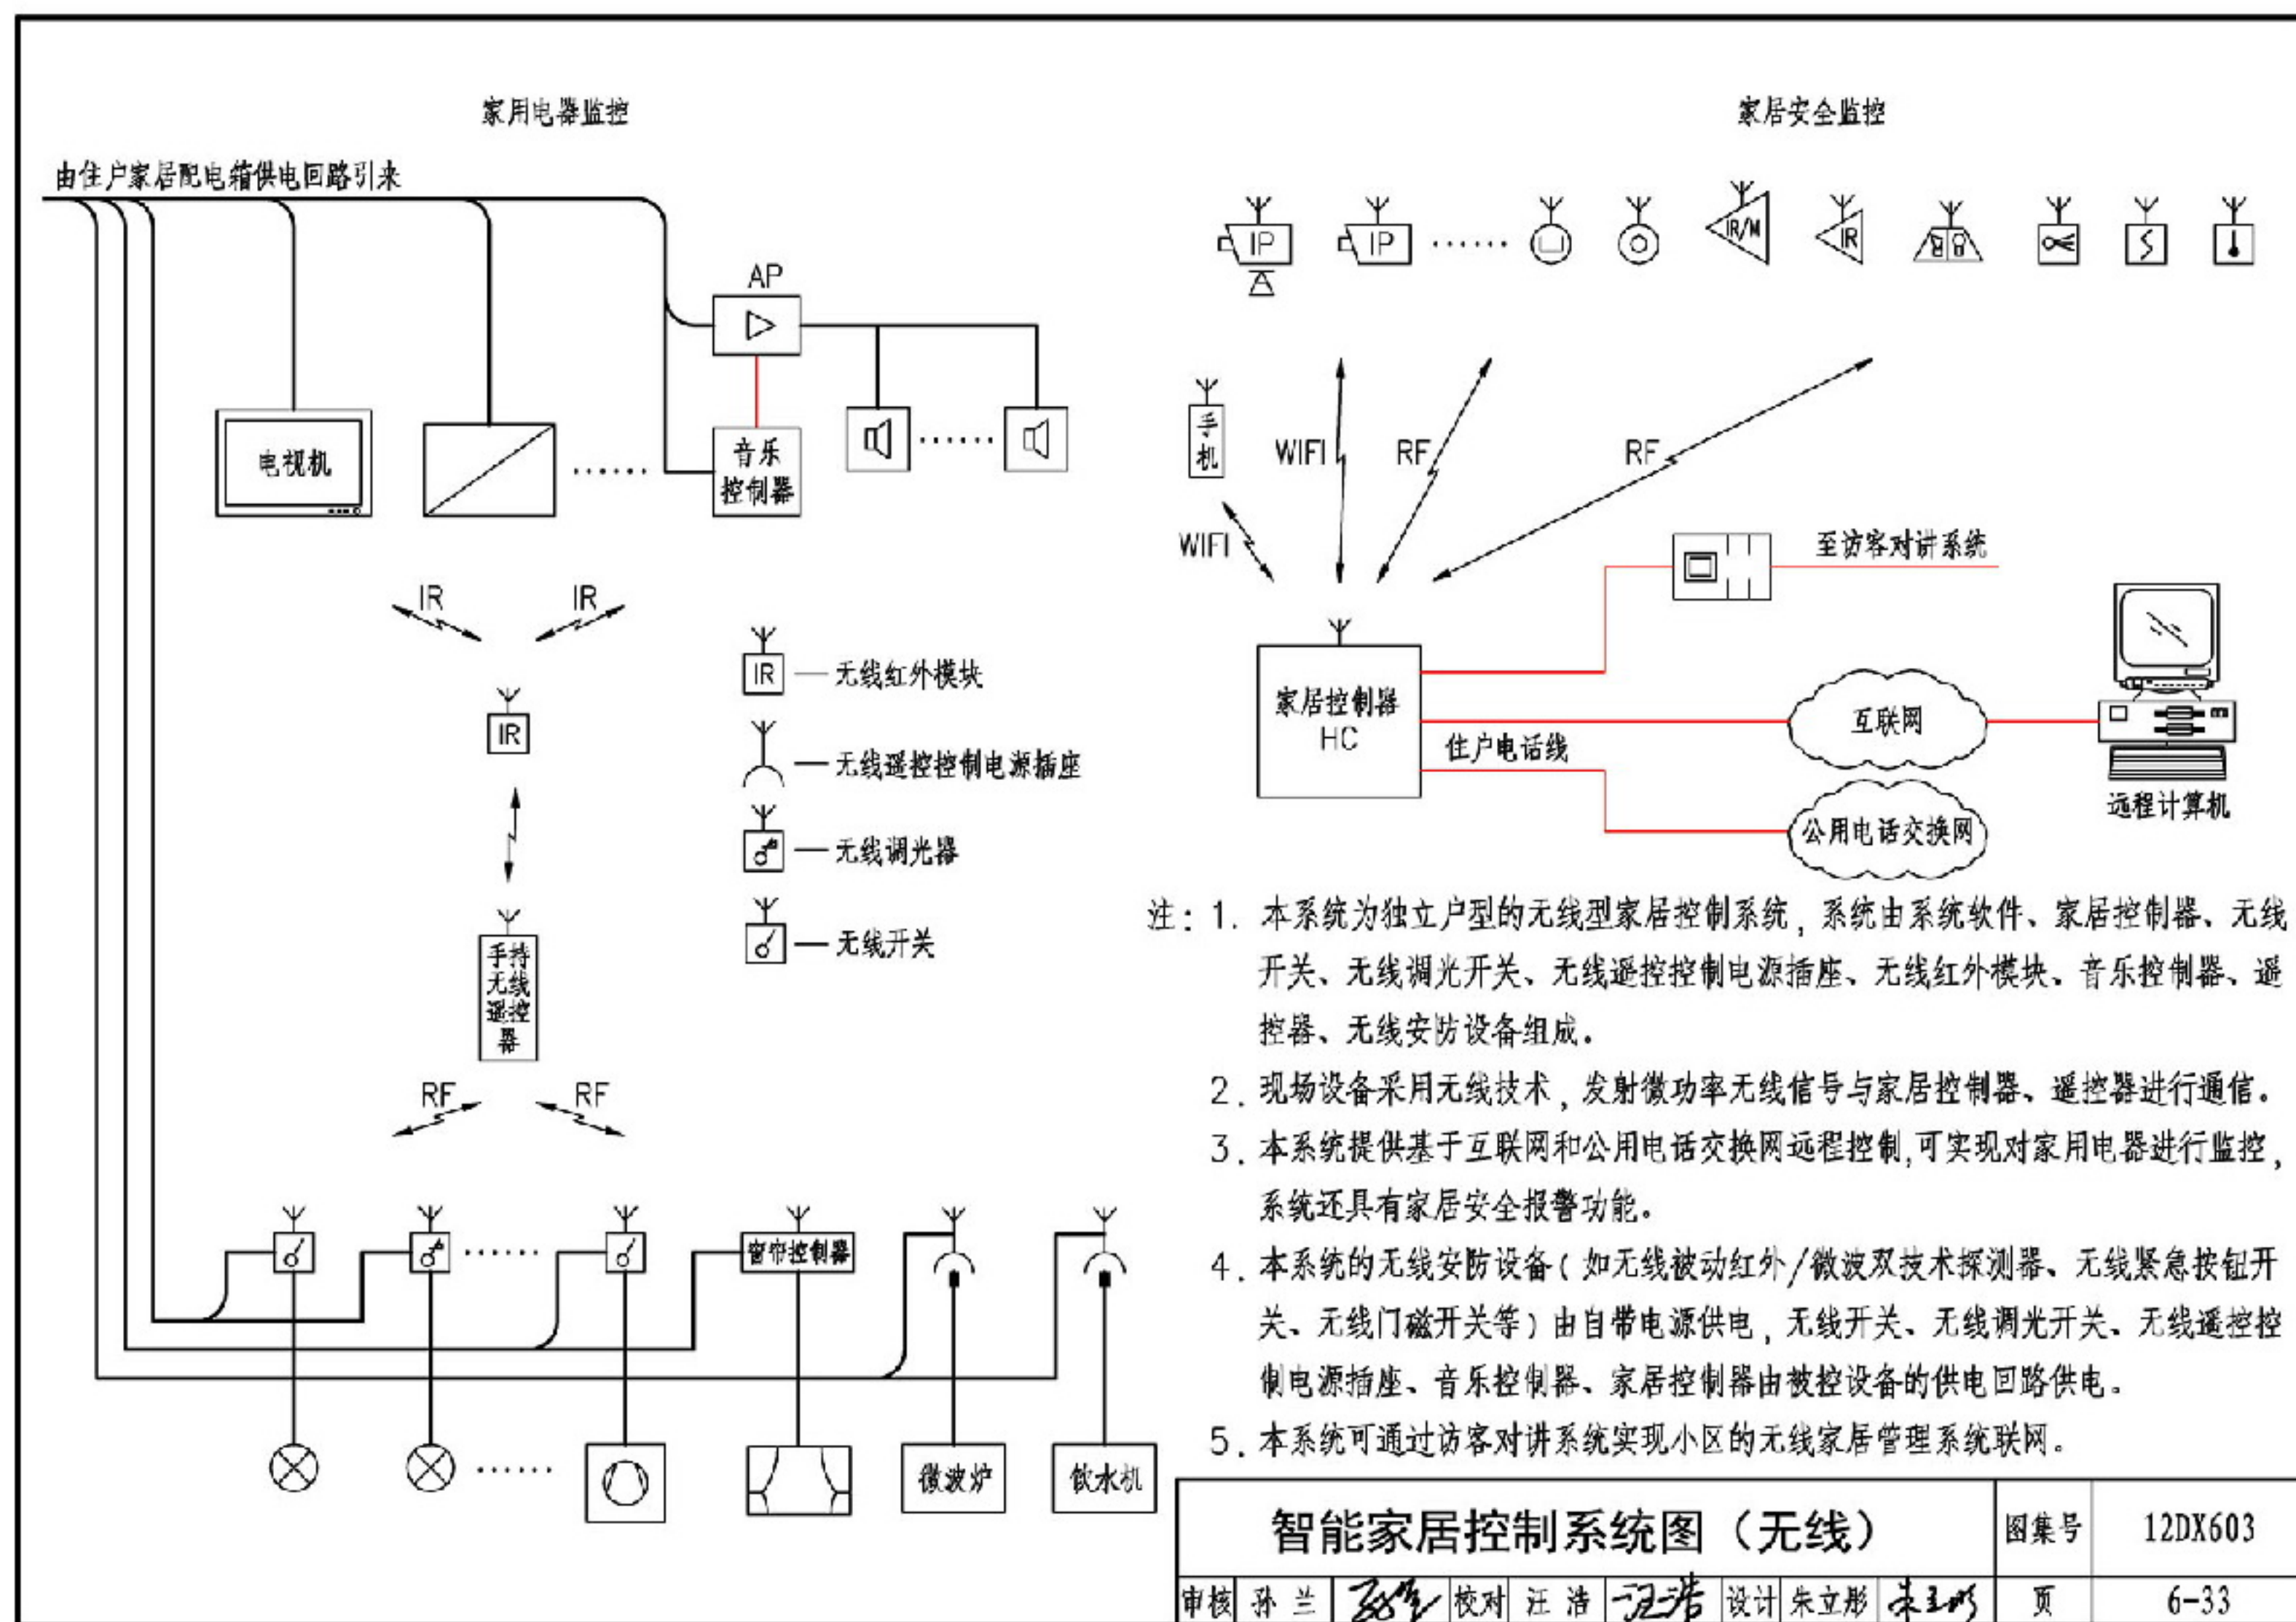 家用电器监控
家居安全监控
由住户家居配电箱供电回路引来
IP
IP
IR/M
IR
AP
电视机
音乐
控制器
手机
WIFI
RF
RF
WIFI
至访客对讲系统
IR
IR
IR
无线红外模块
IR
无线遥控控制电源插座
无线调光器
无线开关
家居控制器
HC
互联网
住户电话线
公用电话交换网
远程计算机
手持
无线
遥控
器
RF
RF
窗帘控制器
微波炉
饮水机
注：1. 本系统为独立户型的无线型家居控制系统，系统由系统软件、家居控制器、无线
开关、无线调光开关、无线遥控控制电源插座、无线红外模块、音乐控制器、遥
控器、无线安防设备组成。
2. 现场设备采用无线技术，发射微功率无线信号与家居控制器、遥控器进行通信。
3. 本系统提供基于互联网和公用电话交换网远程控制,可实现对家用电器进行监控，
系统还具有家居安全报警功能。
4. 本系统的无线安防设备（如无线被动红外/微波双技术探测器、无线紧急按钮开
关、无线门磁开关等）由自带电源供电，无线开关、无线调光开关、无线遥控控
制电源插座、音乐控制器、家居控制器由被控设备的供电回路供电。
5. 本系统可通过访客对讲系统实现小区的无线家居管理系统联网。
智能家居控制系统图（无线）
图集号
12DX603
审核 孙兰 校对 汪浩 汪浩 设计 朱立彤 朱立彤 页 6-33